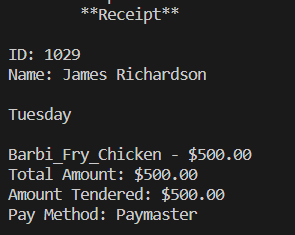 **Receipt**
ID: 1029
Name: James Richardson
Tuesday
Barbi_Fry_Chicken - $500.00
Total Amount: $500.00
Amount Tendered: $500.00
Pay Method: Paymaster